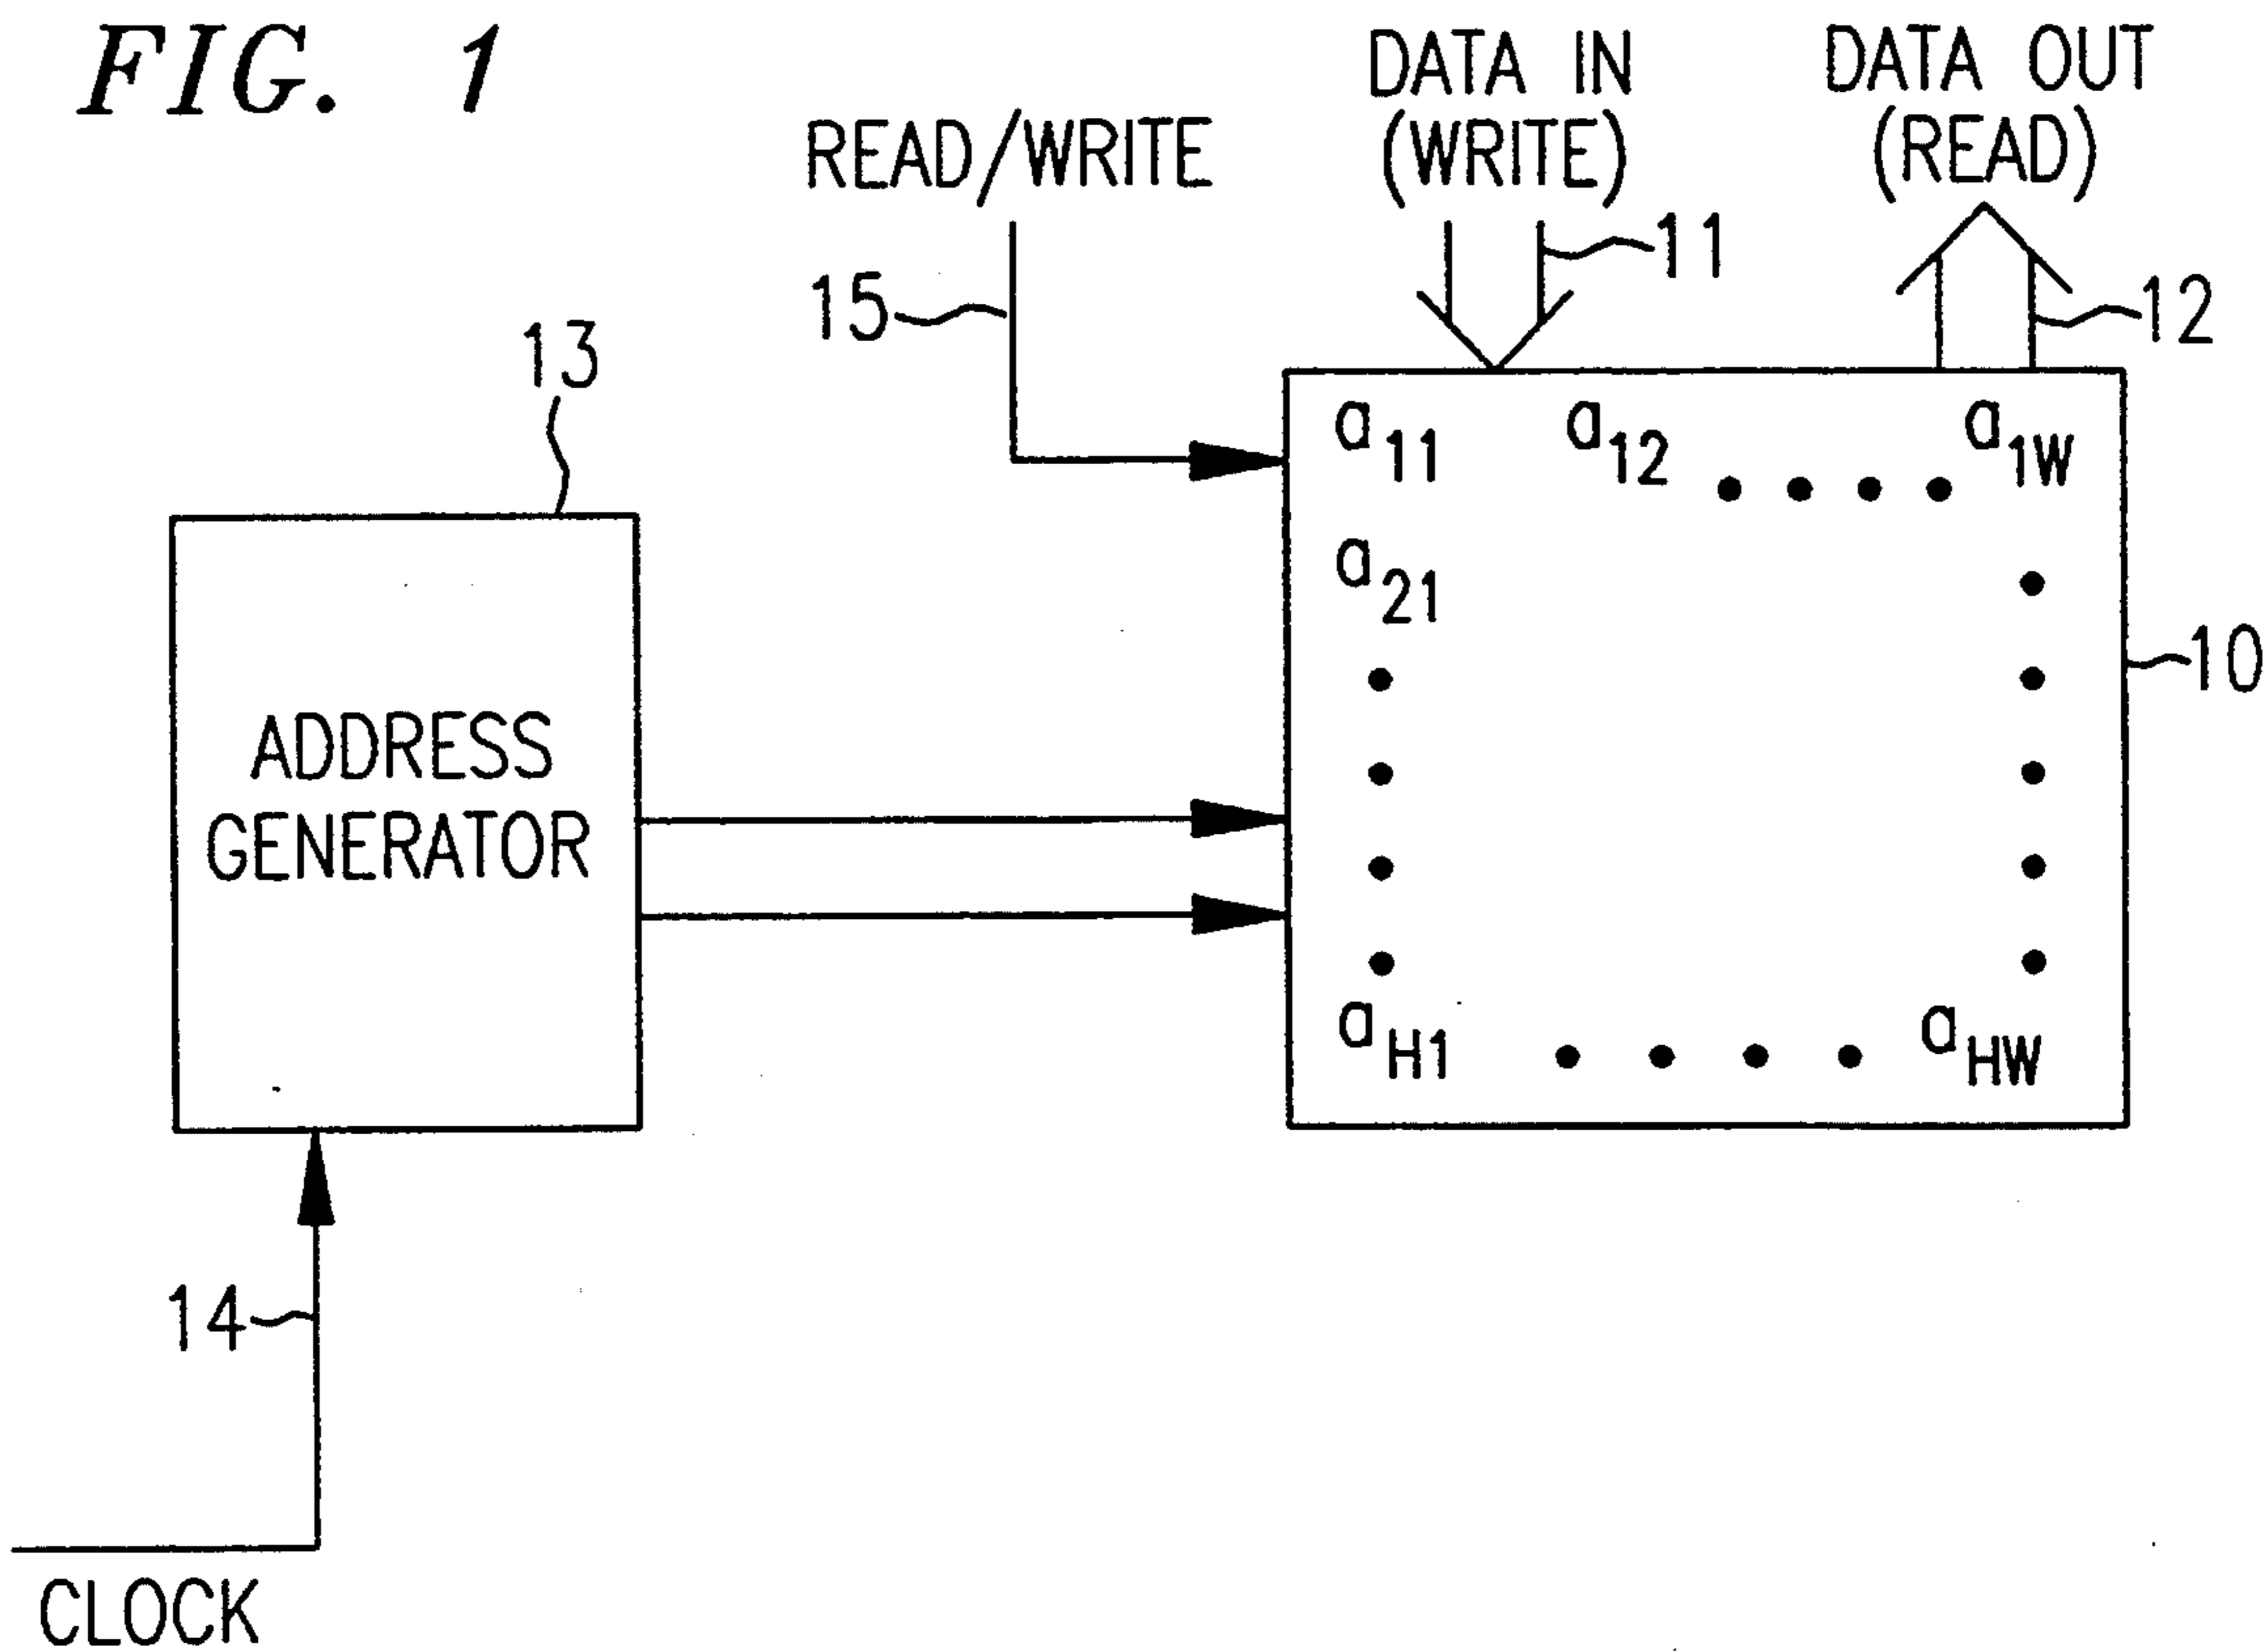 FIG. 1
DATA IN
(WRITE)
DATA OUT
(READ)
READ/WRITE
11
15
12
13
a11 a12 .... a1W
a21
10
ADDRESS
GENERATOR
aH1 .... aHW
14
CLOCK